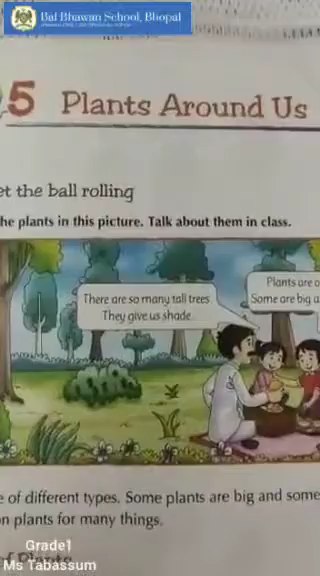 Bal Bhawan School, Bhopal
5 Plants Around Us
et the ball rolling
he plants in this picture. Talk about them in class.
There are so many tall trees
They give us shade.
Plants are
Some are big
e of different types. Some plants are big and some
n plants for many things.
Grade1
Ms Tabassum